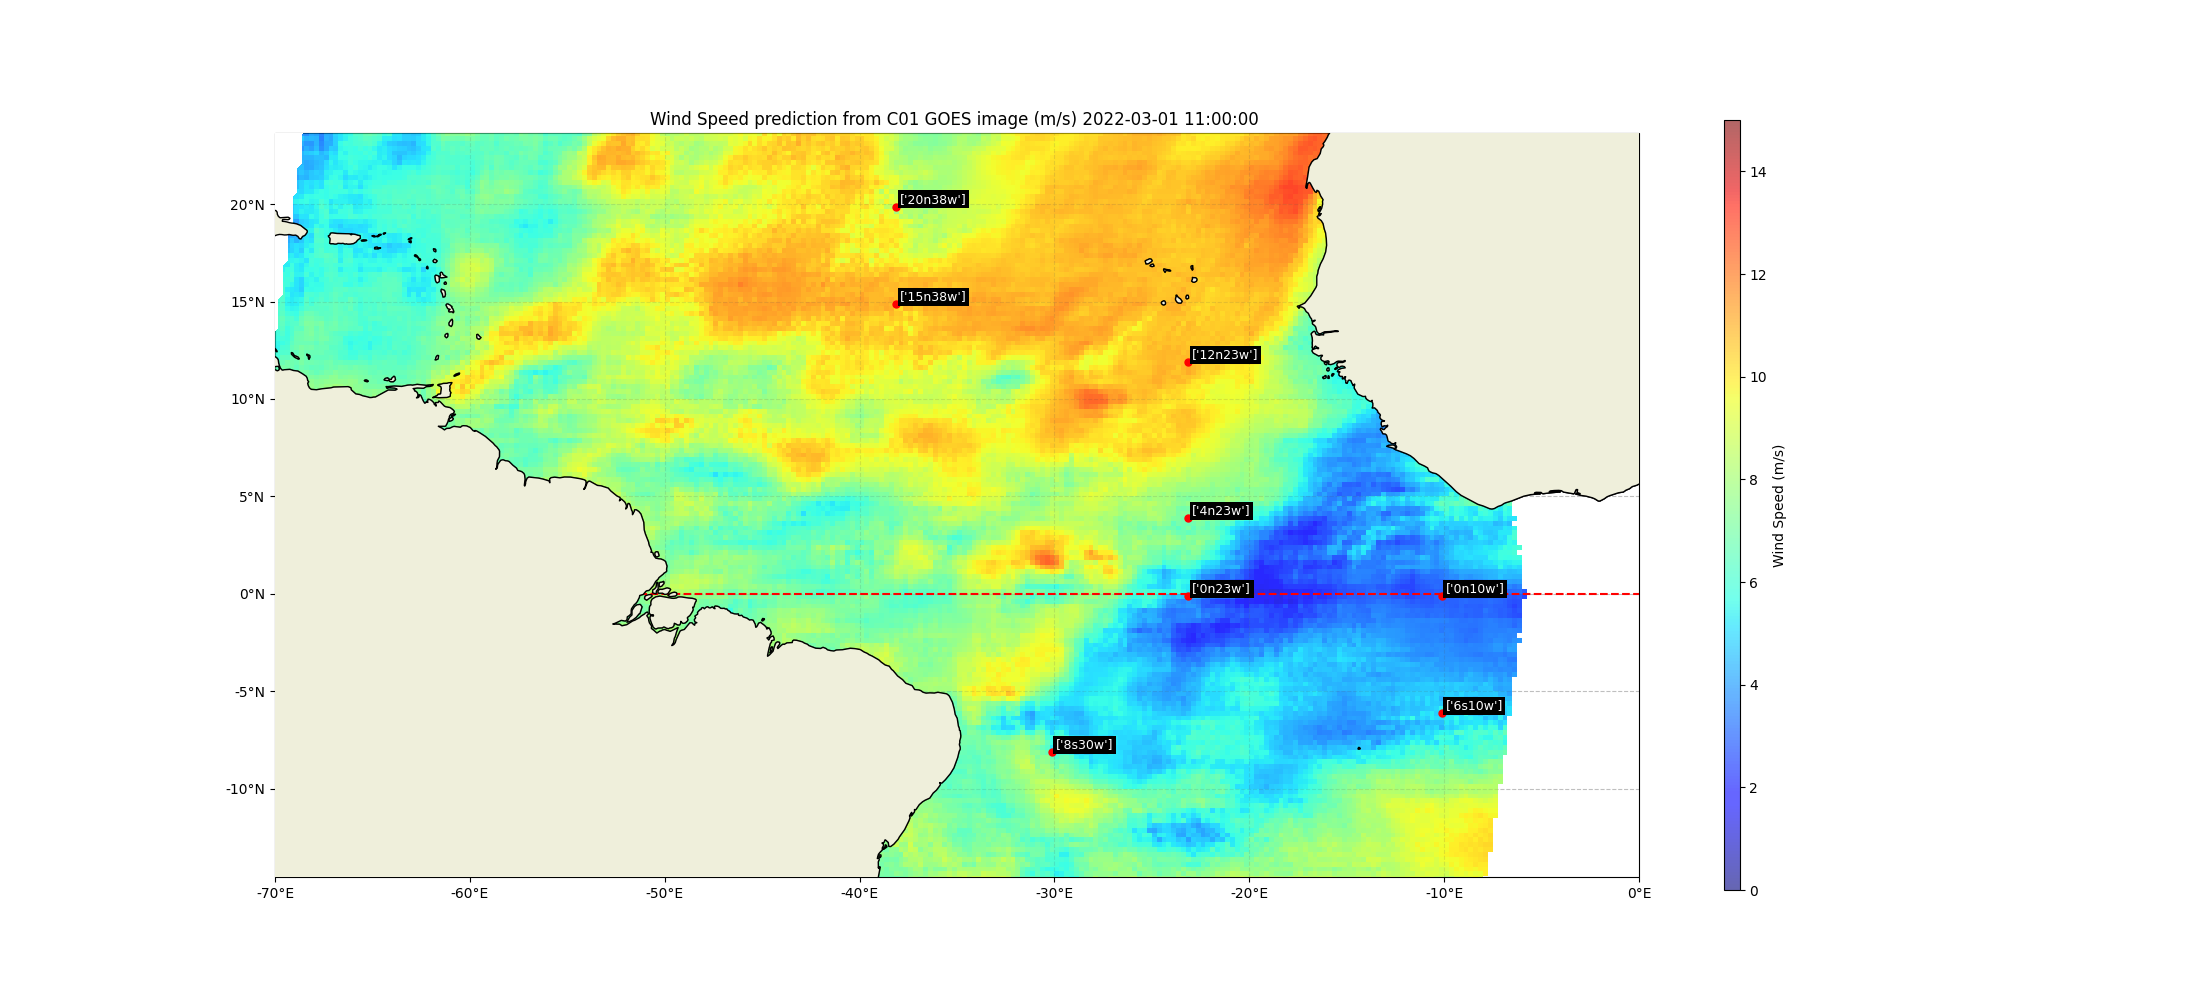 Wind Speed prediction from C01 GOES image (m/s) 2022-03-01 11:00:00
20°N
15°N
10°N
5°N
0°N
-5°N
-10°N
-70°E
-60°E
-50°E
-40°E
-30°E
-20°E
-10°E
0°E
['20n38w']
['15n38w']
['12n23w']
['4n23w']
['0n23w']
['0n10w']
['6s10w']
['8s30w']
14
12
10
8
6
4
2
0
Wind Speed (m/s)